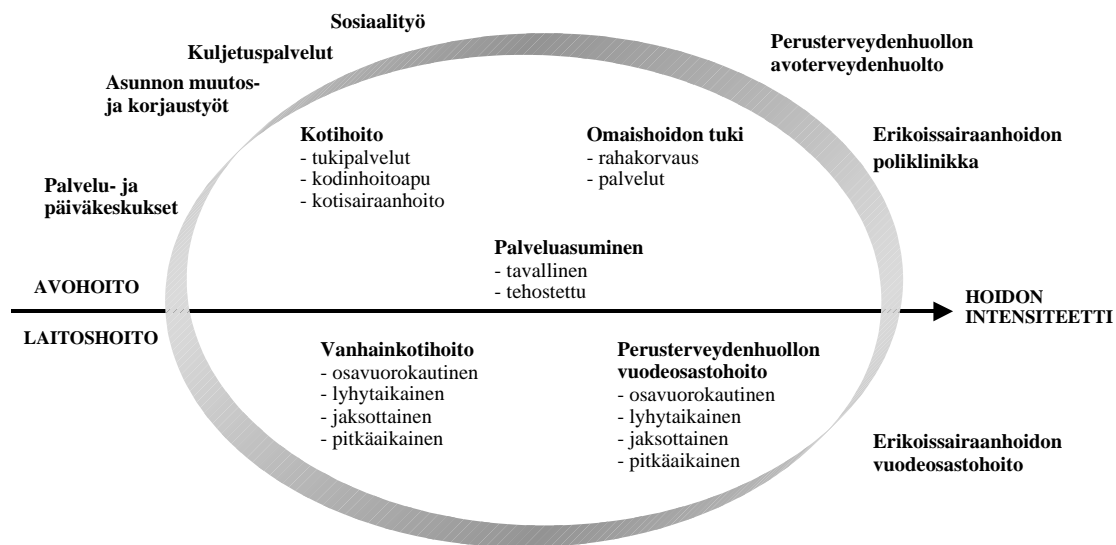 Sosiaalityö
Kuljetuspalvelut
Asunnon muutos-
ja korjaustyöt
Palvelu- ja
päiväkeskukset
Perusterveydenhuollon
avoterveydenhuolto
Erikoissairaanhoidon
poliklinikka
Kotihoito
- tukipalvelut
- kodinhoitoapu
- kotisairaanhoito
Omaishoidon tuki
- rahakorvaus
- palvelut
Palveluasuminen
- tavallinen
- tehostettu
AVOHOITO
LAITOSHOITO
HOIDON
INTENSITEETTI
Vanhainkotihoito
- osavuorokautinen
- lyhytaikainen
- jaksottainen
- pitkäaikainen
Perusterveydenhuollon
vuodeosastohoito
- osavuorokautinen
- lyhytaikainen
- jaksottainen
- pitkäaikainen
Erikoissairaanhoidon
vuodeosastohoito